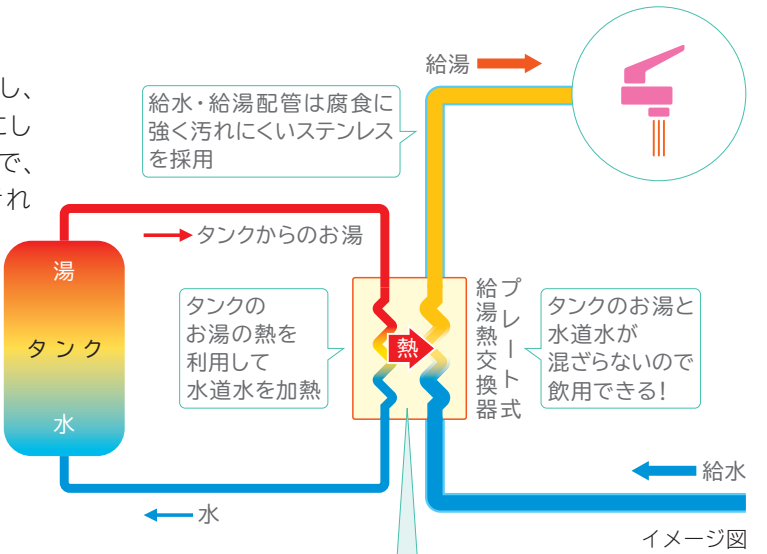 し、
にし
で、
れ
給湯
給水・給湯配管は腐食に
強く汚れにくいステンレス
を採用
タンクからのお湯
湯
タンク
水
タンクの
お湯の熱を
利用して
水道水を加熱
熱
プレート式
給湯熱交換器
タンクのお湯と
水道水が
混ざらないので
飲用できる!
給水
水
イメージ図